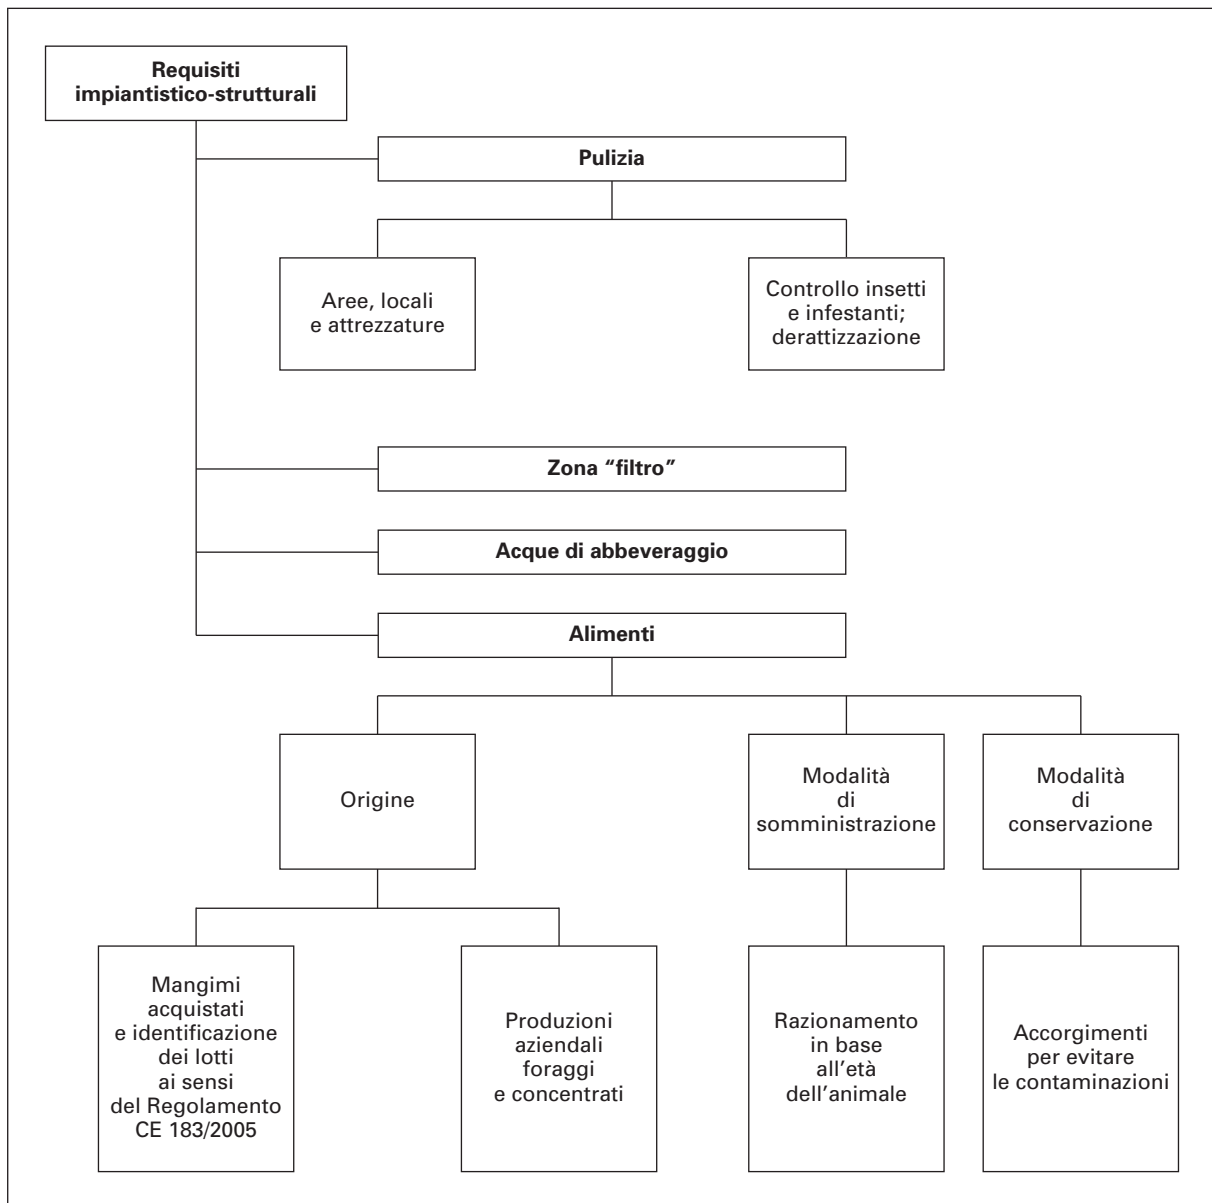 Requisiti
impiantistico-strutturali
Pulizia
Aree, locali
e attrezzature
Controllo insetti
e infestanti;
derattizzazione
Zona “filtro”
Acque di abbeveraggio
Alimenti
Origine
Modalità
di
somministrazione
Modalità
di
conservazione
Mangimi
acquistati
e identificazione
dei lotti
ai sensi
del Regolamento
CE 183/2005
Produzioni
aziendali
foraggi
e concentrati
Razionamento
in base
all’età
dell’animale
Accorgimenti
per evitare
le contaminazioni